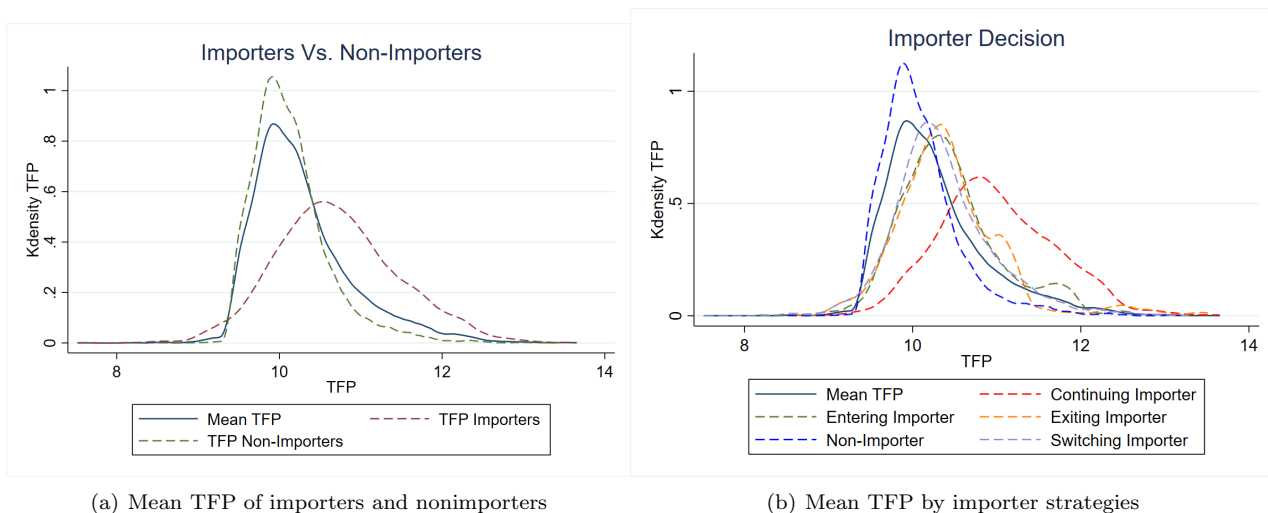 Importers Vs. Non-Importers
Kdensity TFP
1
.8
.6
.4
.2
0
8 10 12 14
TFP
Mean TFP TFP Importers
TFP Non-Importers
(a) Mean TFP of importers and nonimporters
Importer Decision
Kdensity TFP
1
.5
0
8 10 12 14
TFP
Mean TFP Continuing Importer
Entering Importer Exiting Importer
Non-Importer Switching Importer
(b) Mean TFP by importer strategies